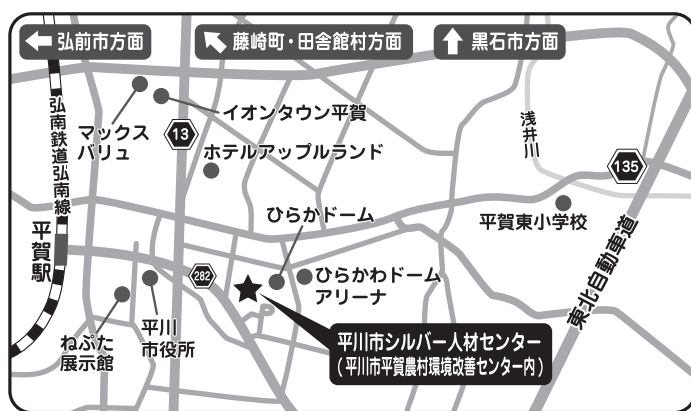 弘前市方面
藤崎町・田舎館村方面
黒石市方面
弘南鉄道弘南線
マックス
バリュ
イオンタウン平賀
13
ホテルアップルランド
浅井川
135
平賀東小学校
ひらかドーム
平賀駅
282
ひらかわドーム
アリーナ
東北自動車道
P
ねぷた
展示館
平川
市役所
平川市シルバー人材センター
(平川市平賀農村環境改善センター内)